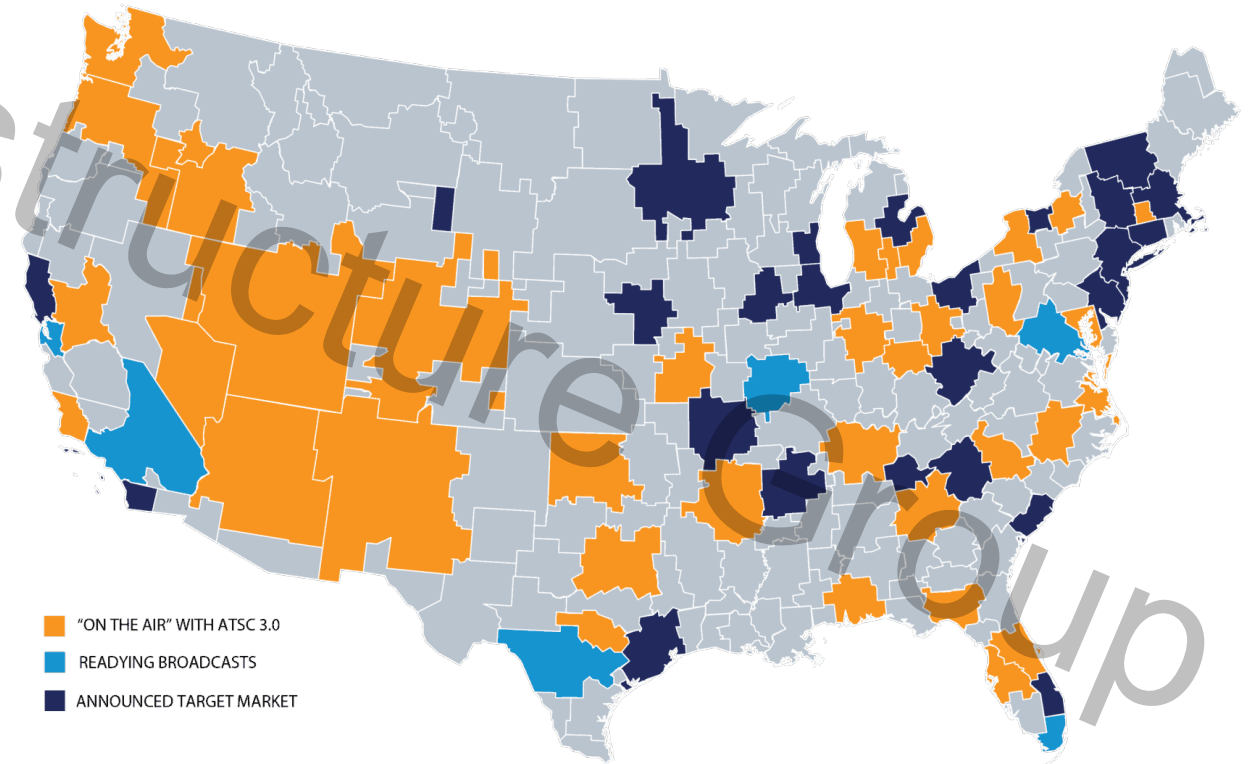 structure Group
"ON THE AIR" WITH ATSC 3.0
READYING BROADCASTS
ANNOUNCED TARGET MARKET